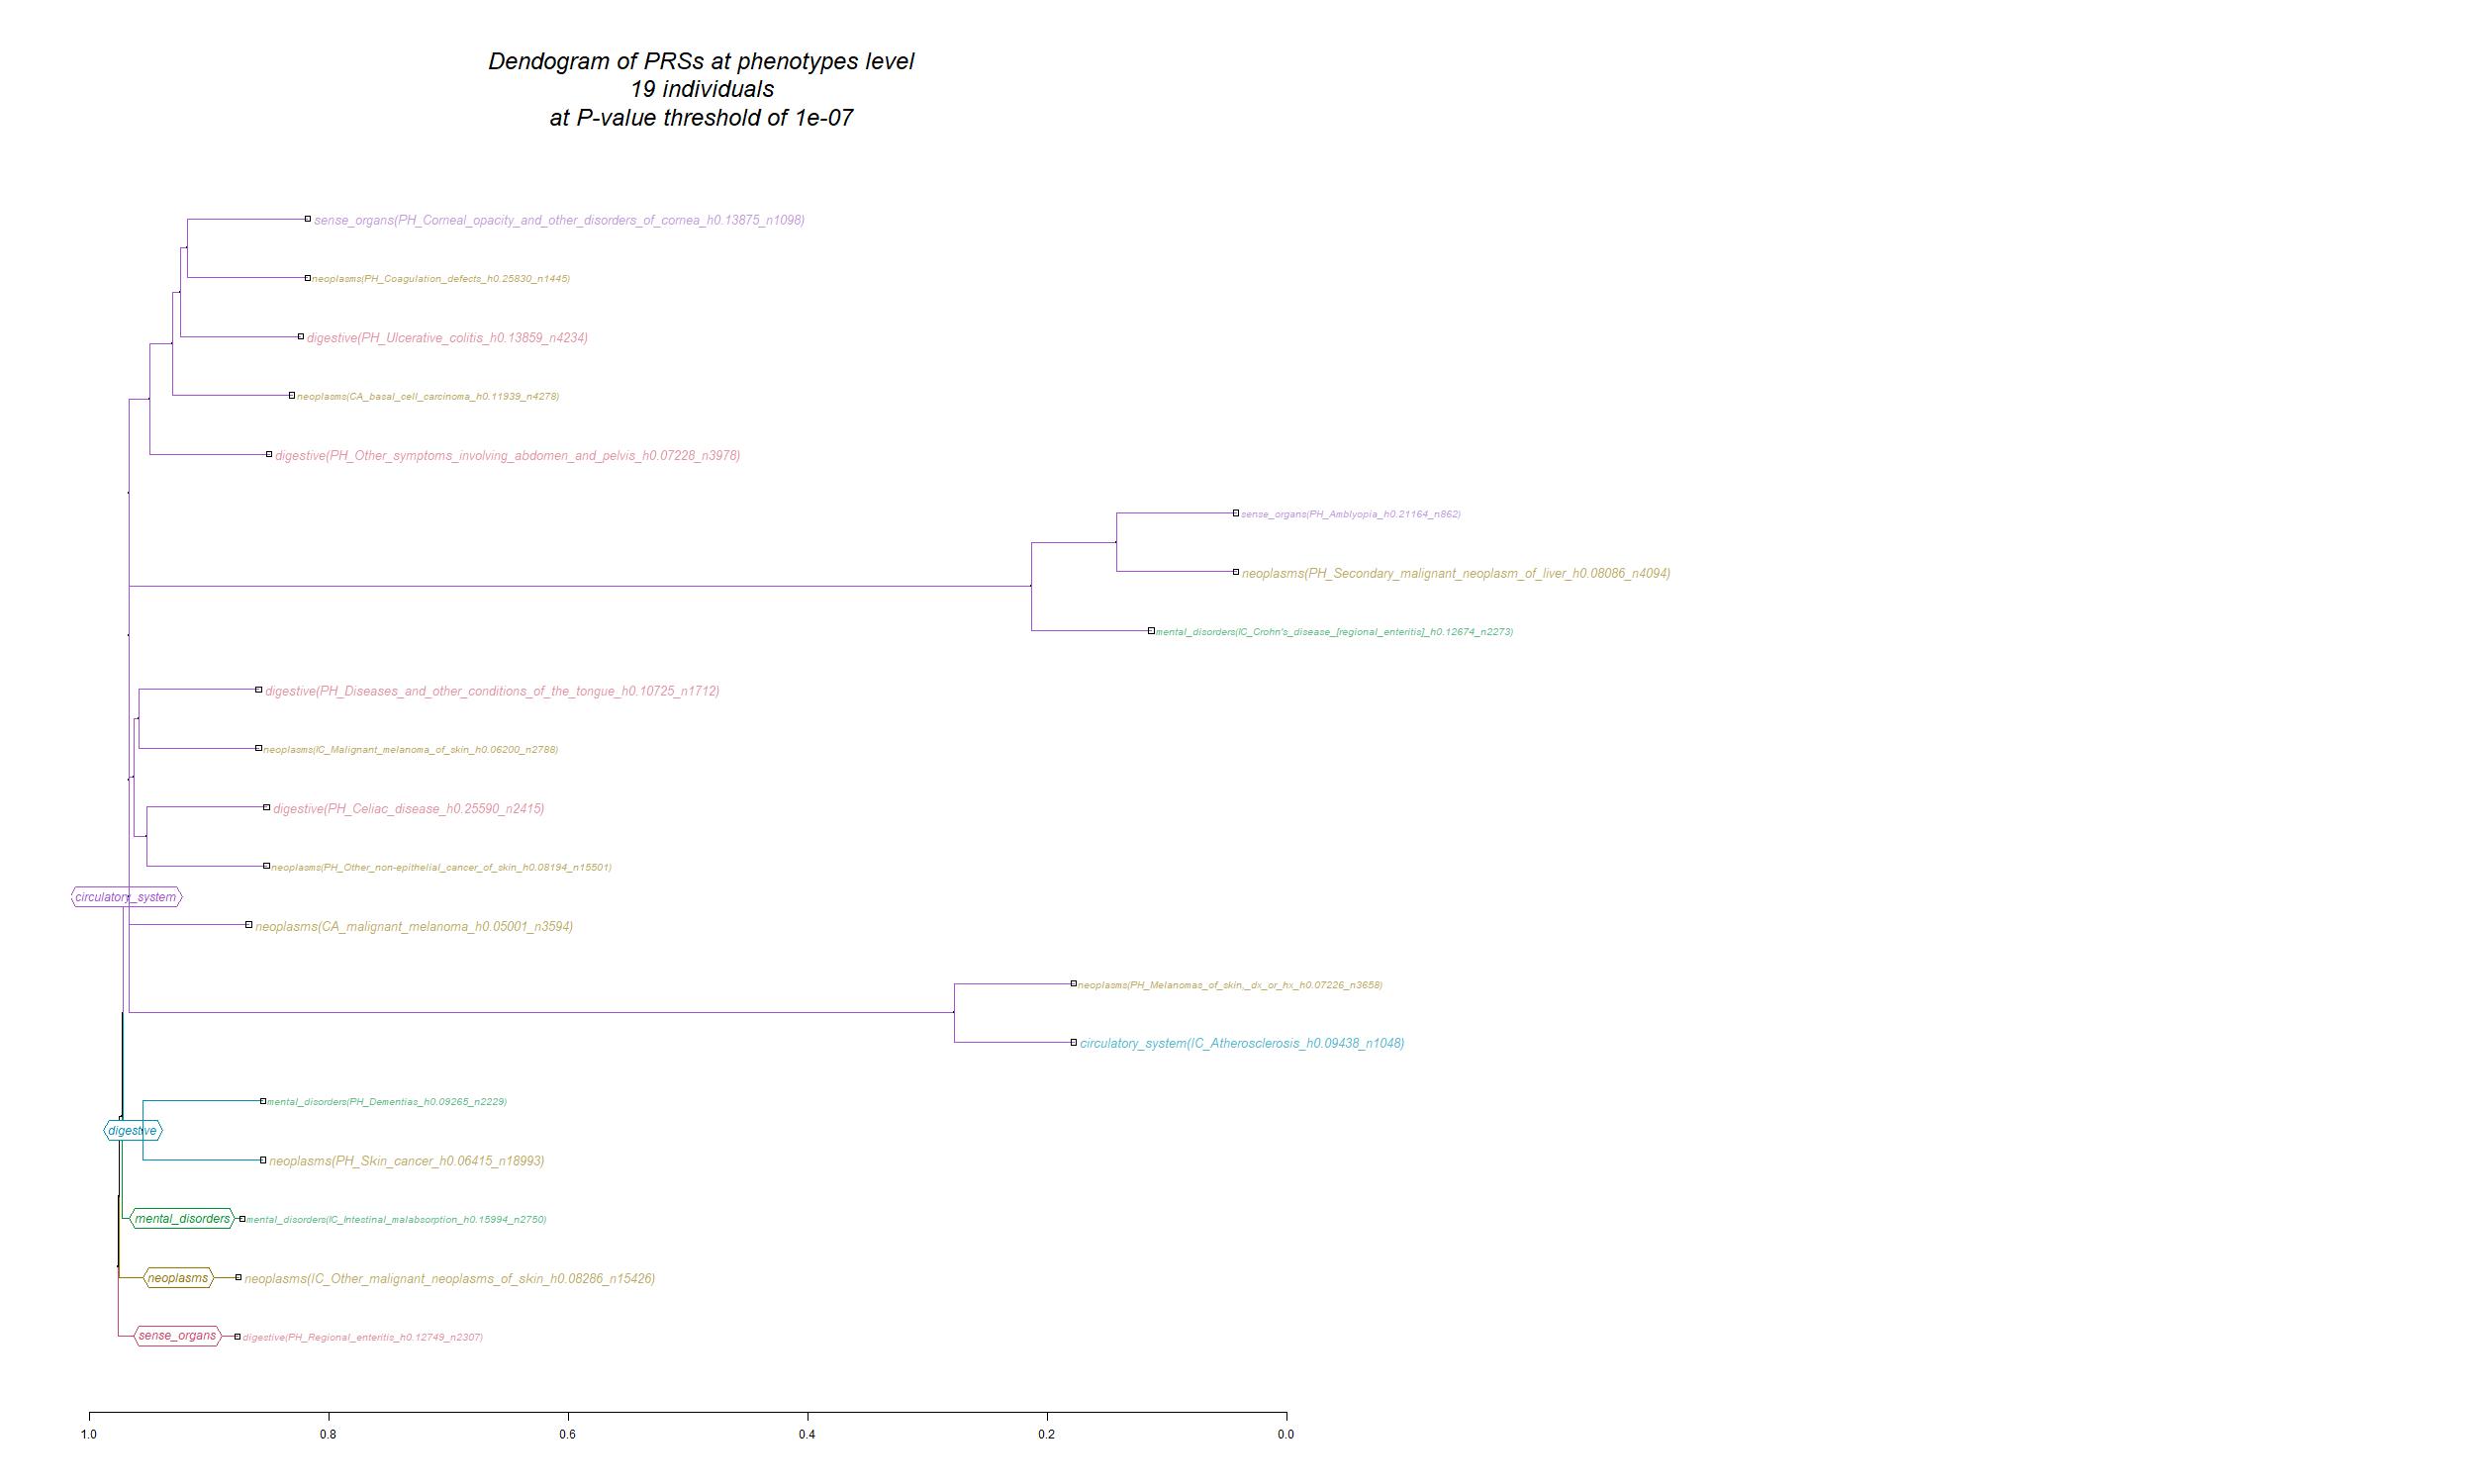 Dendogram of PRSs at phenotypes level
19 individuals
at P-value threshold of 1e-07
sense_organs(PH_Corneal_opacity_and_other_disorders_of_cornea_h0.13875_n1098)
neoplasms(PH_Coagulation_defects_h0.25830_n1445)
digestive(PH_Ulcerative_colitis_h0.13859_n4234)
neoplasms(CA_basal_cell_carcinoma_h0.11939_n4278)
digestive(PH_Other_symptoms_involving_abdomen_and_pelvis_h0.07228_n3978)
sense_organs(PH_Amblyopia_h0.21164_n862)
neoplasms(PH_Secondary_malignant_neoplasm_of_liver_h0.08086_n4094)
mental_disorders(IC_Crohn's_disease_[regional_enteritis]_h0.12674_n2273)
digestive(PH_Diseases_and_other_conditions_of_the_tongue_h0.10725_n1712)
neoplasms(IC_Malignant_melanoma_of_skin_h0.06200_n2788)
digestive(PH_Celiac_disease_h0.25590_n2415)
neoplasms(PH_Other_non-epithelial_cancer_of_skin_h0.08194_n15501)
circulatory_system
neoplasms(CA_malignant_melanoma_h0.05001_n3594)
neoplasms(PH_Melanomas_of_skin,_dx_or_hx_h0.07226_n3658)
circulatory_system(IC_Atherosclerosis_h0.09438_n1048)
mental_disorders(PH_Dementias_h0.09265_n2229)
digestive
neoplasms(PH_Skin_cancer_h0.06415_n18993)
mental_disorders
mental_disorders(IC_Intestinal_malabsorption_h0.15994_n2750)
neoplasms
neoplasms(IC_Other_malignant_neoplasms_of_skin_h0.08286_n15426)
sense_organs
digestive(PH_Regional_enteritis_h0.12749_n2307)
1.0 0.8 0.6 0.4 0.2 0.0